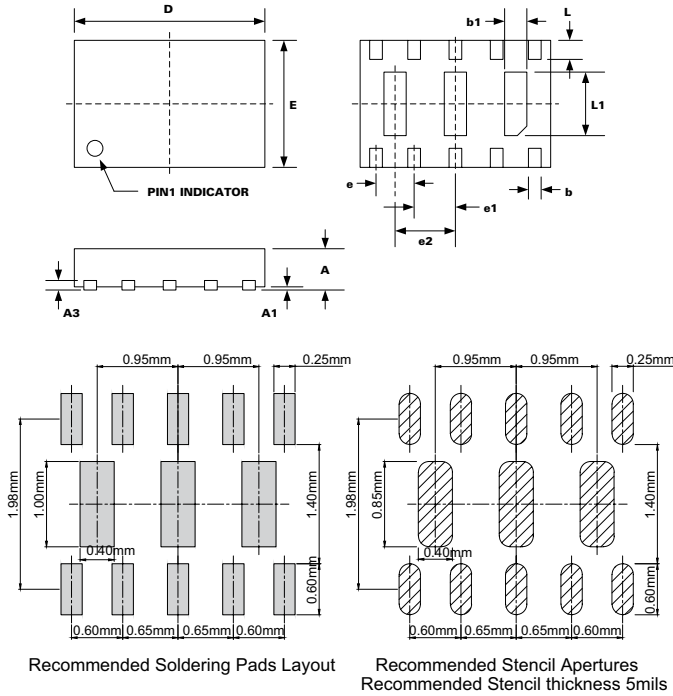 D
E
PIN1 INDICATOR
b1
L
L1
e
b
e1
e2
A
A3
A1
0.95mm
0.95mm
0.25mm
1.98mm
1.00mm
0.40mm
1.40mm
0.60mm
0.60mm
0.65mm
0.65mm
0.60mm
Recommended Soldering Pads Layout
0.95mm
0.95mm
0.25mm
1.98mm
0.85mm
0.40mm
1.40mm
0.60mm
0.60mm
0.65mm
0.65mm
0.60mm
Recommended Stencil Apertures
Recommended Stencil thickness 5mils